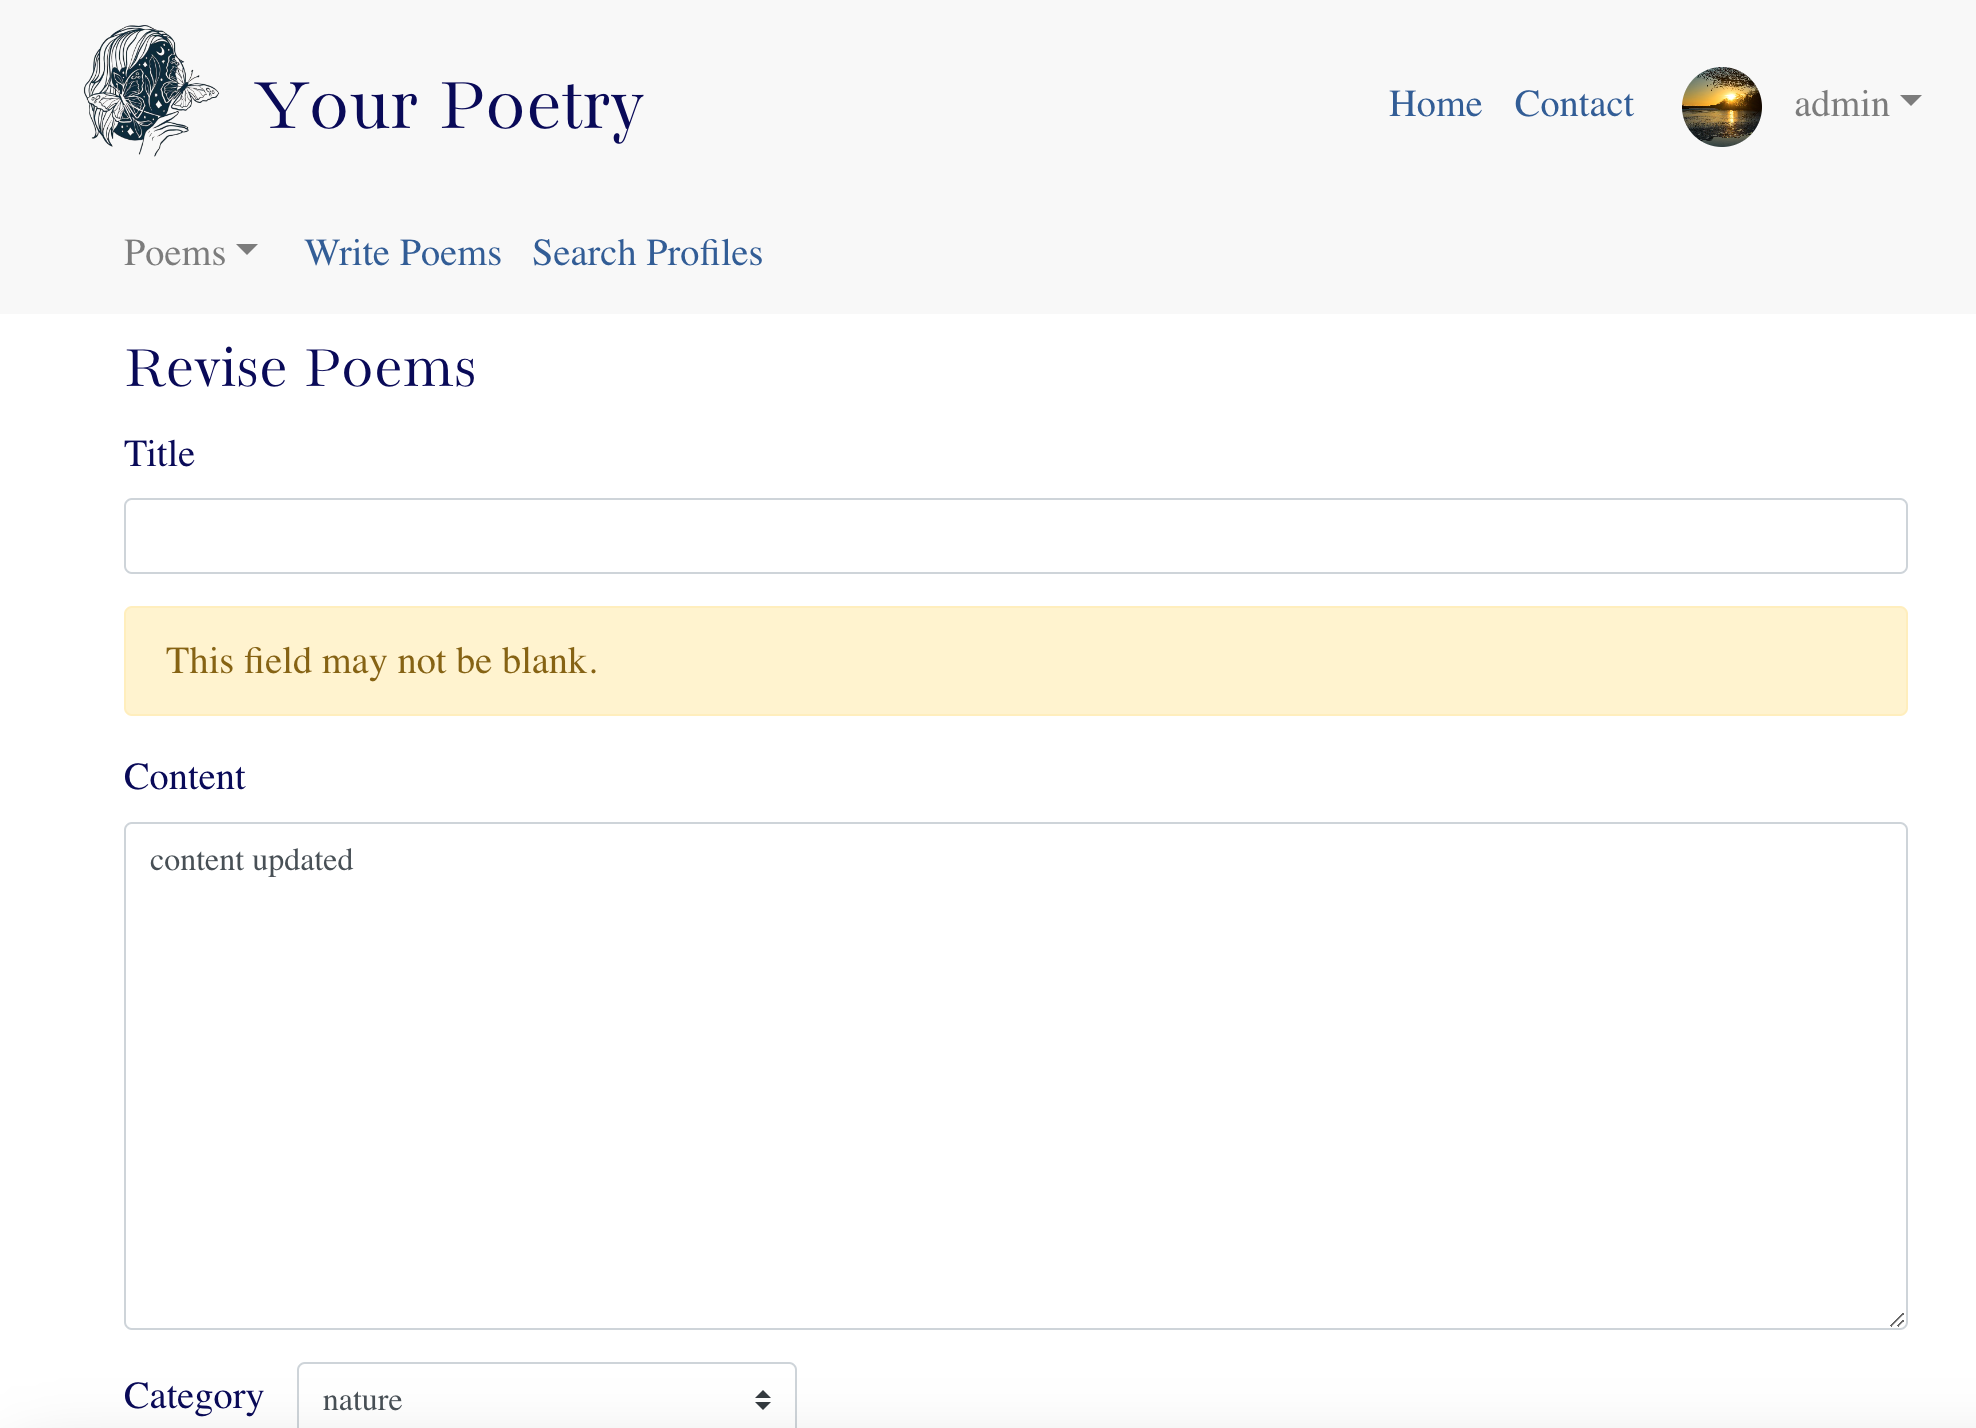 Your Poetry
Home Contact admin
Poems Write Poems Search Profiles
Revise Poems
Title
This field may not be blank.
Content
content updated
Category nature